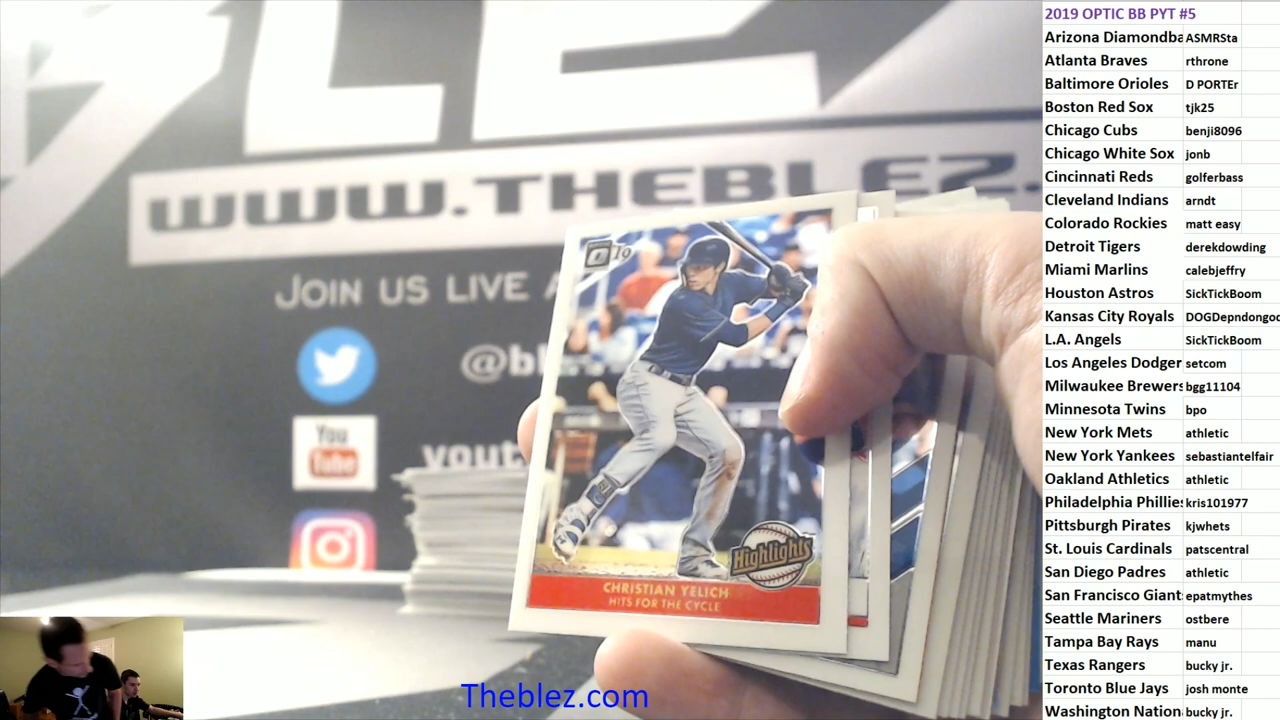 BLE
WWW.THEBLEZ.
JOIN US LIVE A
@bl
You
Tube
yout
19
Highlights
CHRISTIAN YELICH
HITS FOR THE CYCLE
Theblez.com
2019 OPTIC BB PYT #5
Arizona Diamondba ASMRSta
Atlanta Braves rthrone
Baltimore Orioles D PORTEr
Boston Red Sox tjk25
Chicago Cubs benji8096
Chicago White Sox jonb
Cincinnati Reds golferbass
Cleveland Indians arndt
Colorado Rockies matt easy
Detroit Tigers derekdowding
Miami Marlins calebjeffry
Houston Astros SickTickBoom
Kansas City Royals DOGDepndongod
L.A. Angels SickTickBoom
Los Angeles Dodger setcom
Milwaukee Brewers bgg11104
Minnesota Twins bpo
New York Mets athletic
New York Yankees sebastiantelfair
Oakland Athletics athletic
Philadelphia Phillies kris101977
Pittsburgh Pirates kjwhets
St. Louis Cardinals patscentral
San Diego Padres athletic
San Francisco Giant epatmythes
Seattle Mariners ostbere
Tampa Bay Rays manu
Texas Rangers bucky jr.
Toronto Blue Jays josh monte
Washington Nation bucky jr.